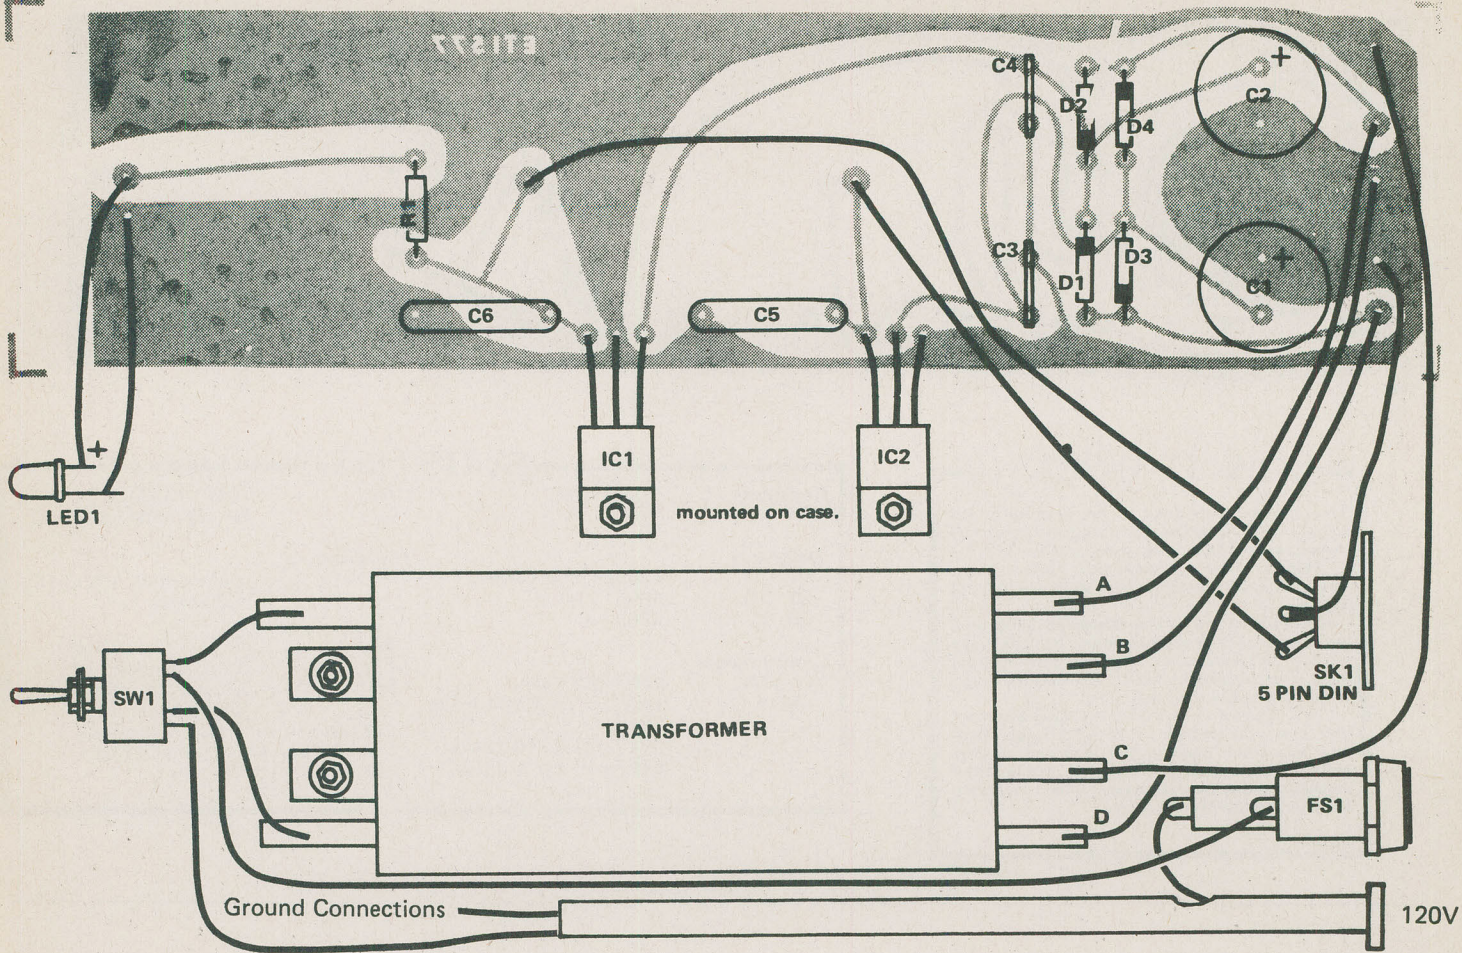 ETI577
C4
D2
D4
+
C2
R1
C3
D1
D3
+
C1
C6
C5
+
LED1
IC1
IC2
mounted on case.
A
B
SK1
5 PIN DIN
SW1
TRANSFORMER
C
D
FS1
Ground Connections
120V